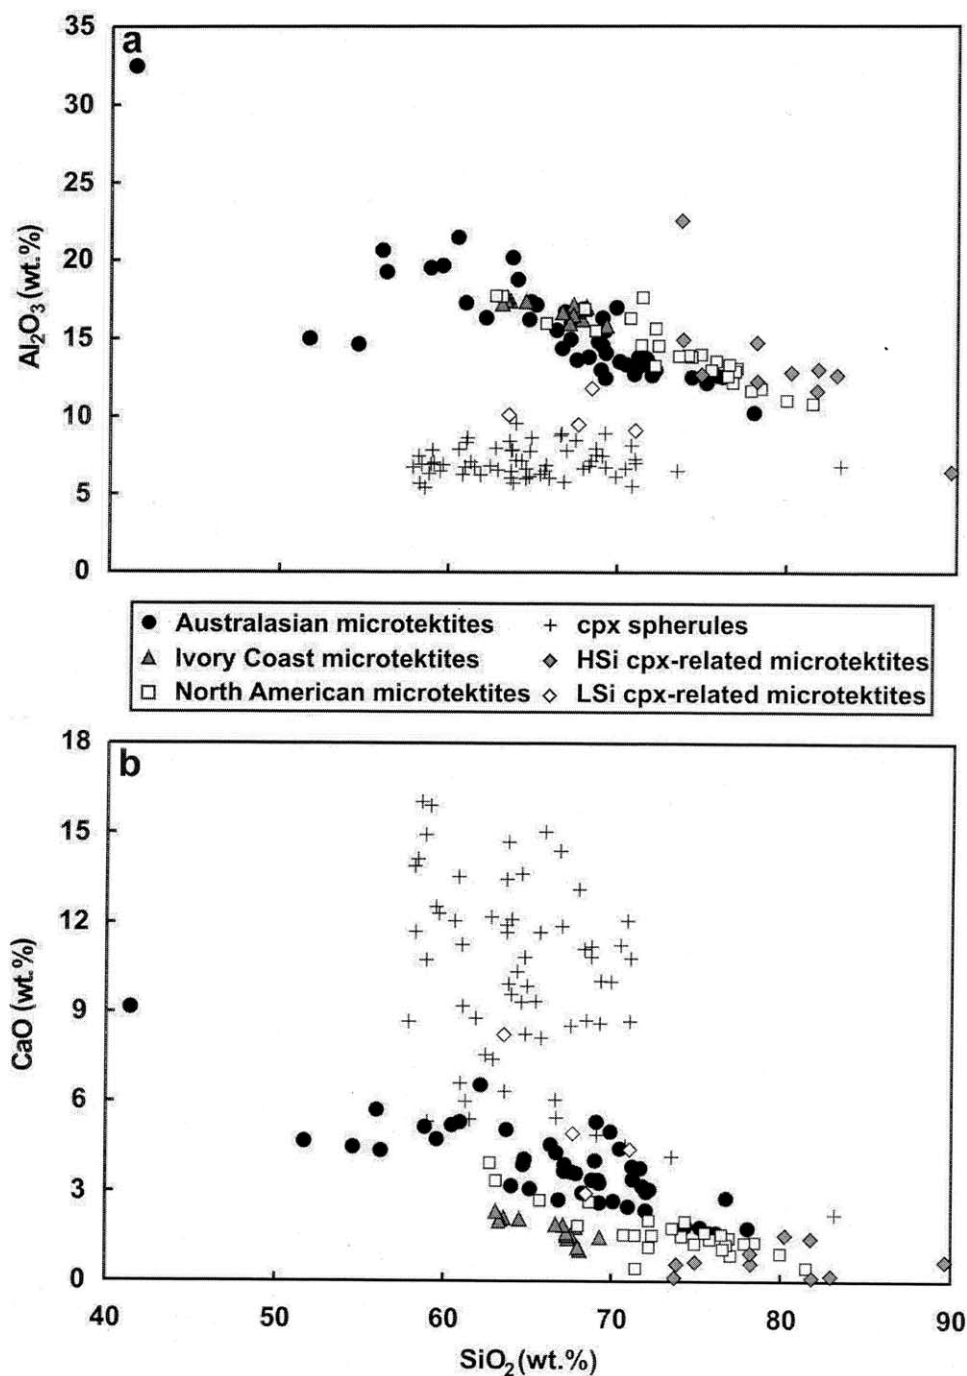 35
a
30
25
20
15
10
5
0
Al₂O₃ (wt.%)
Australasian microtektites
cpx spherules
Ivory Coast microtektites
HSi cpx-related microtektites
North American microtektites
LSi cpx-related microtektites
18
b
15
12
9
6
3
0
CaO (wt.%)
40 50 60 70 80 90
SiO₂ (wt.%)